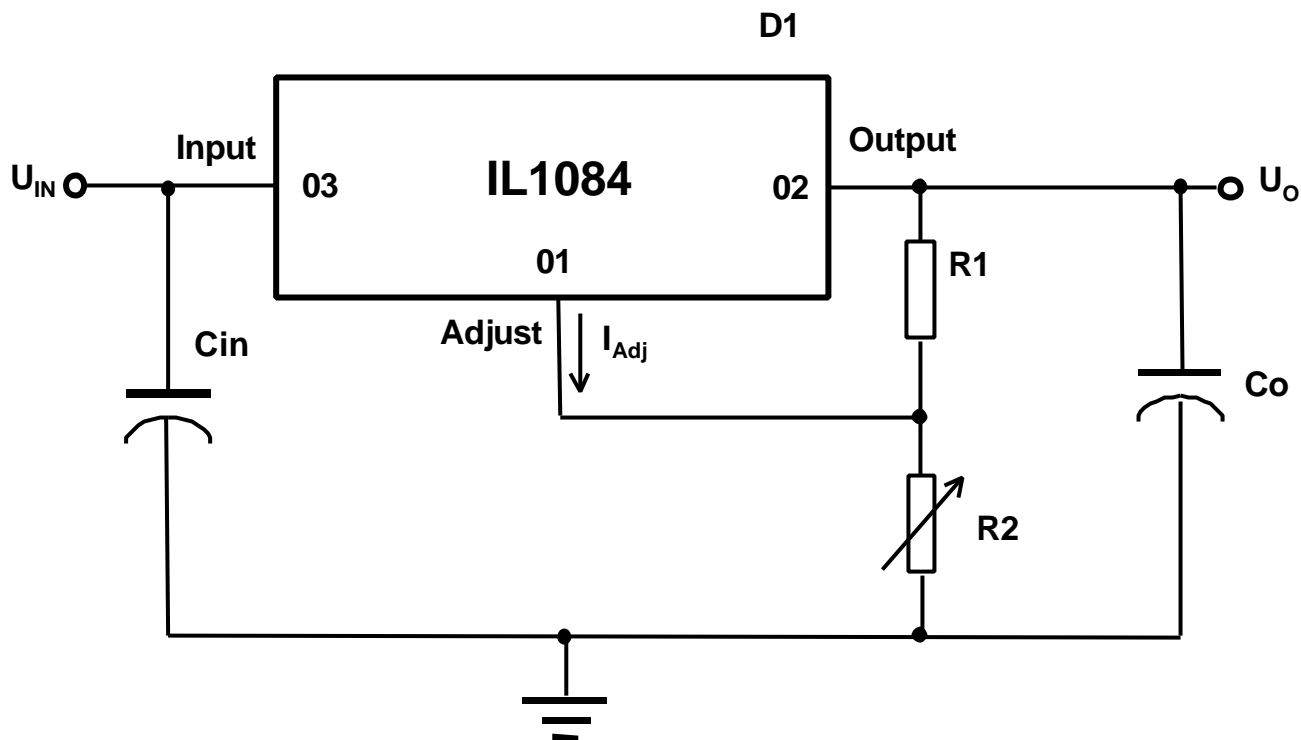 D1
Input
Output
U_IN
03
IL1084
02
U_O
01
R1
Adjust
I_Adj
Cin
Co
R2